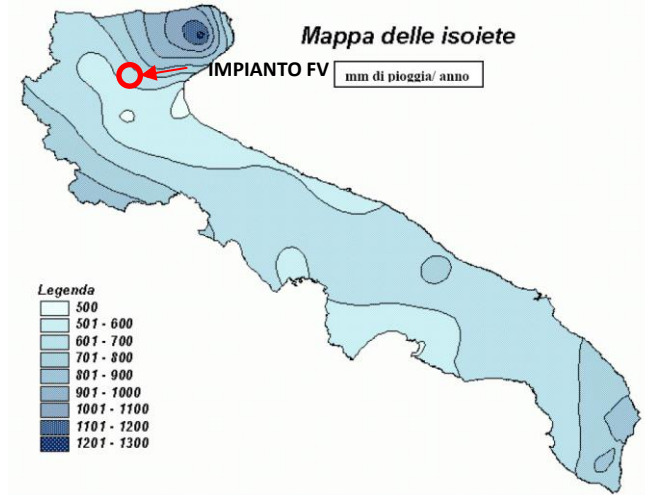 Mappa delle isoiete
IMPIANTO FV
mm di pioggia/ anno
Legenda
500
501 - 600
601 - 700
701 - 800
801 - 900
901 - 1000
1001 - 1100
1101 - 1200
1201 - 1300